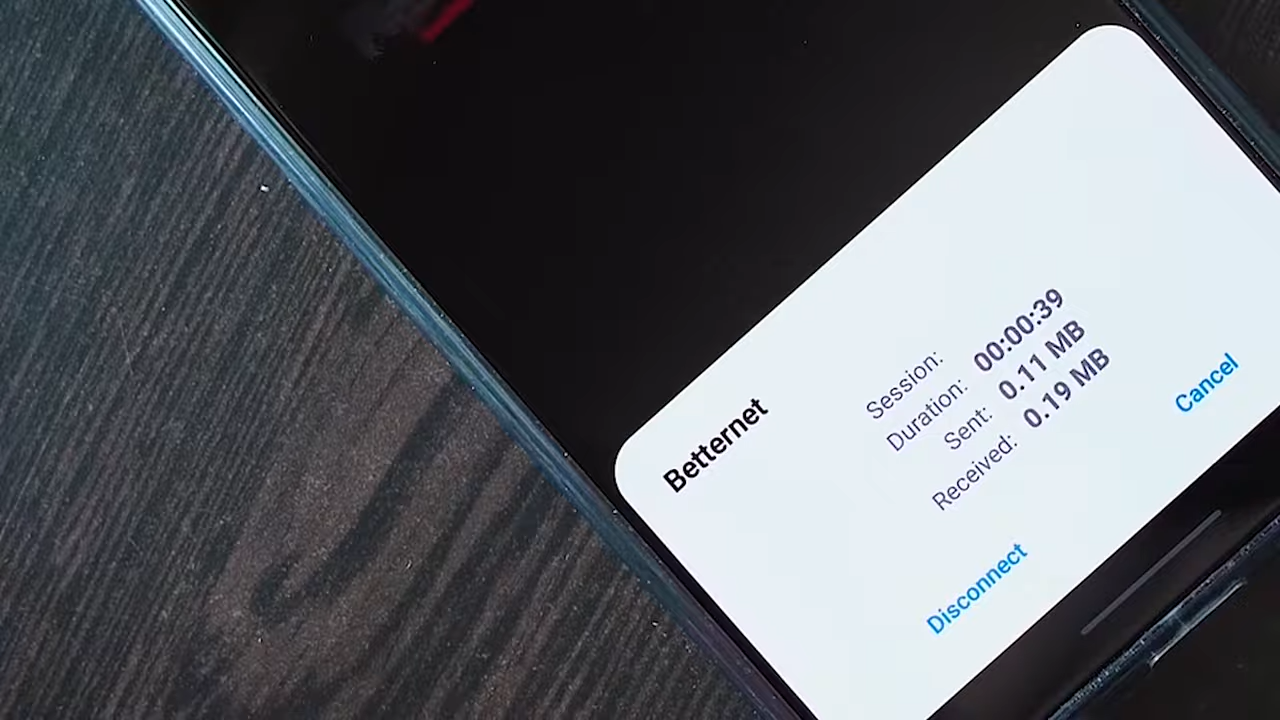 Betternet
Session:
Duration: 00:00:39
Sent: 0.11 MB
Received: 0.19 MB
Cancel
Disconnect